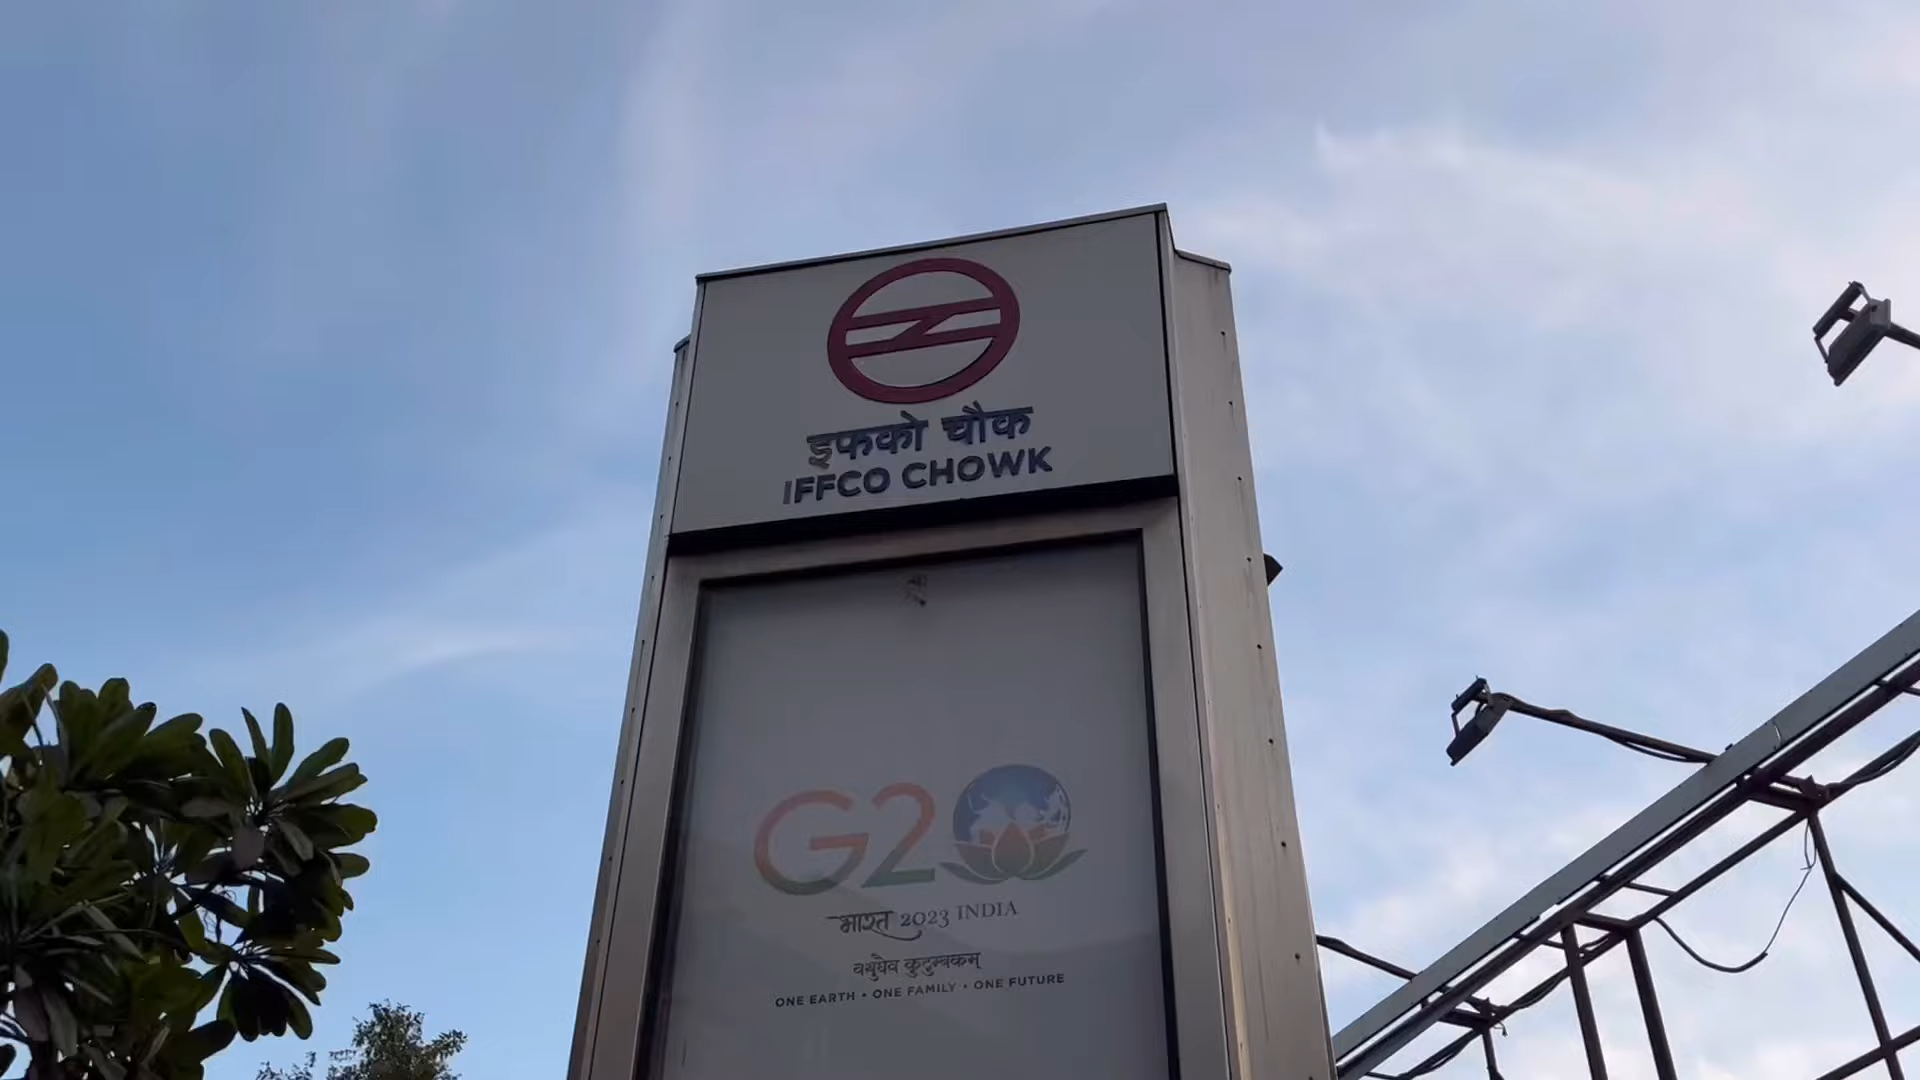 इफको चौक
IFFCO CHOWK
G20
भारत 2023 INDIA
वसुधैव कुटुम्बकम्
ONE EARTH • ONE FAMILY • ONE FUTURE